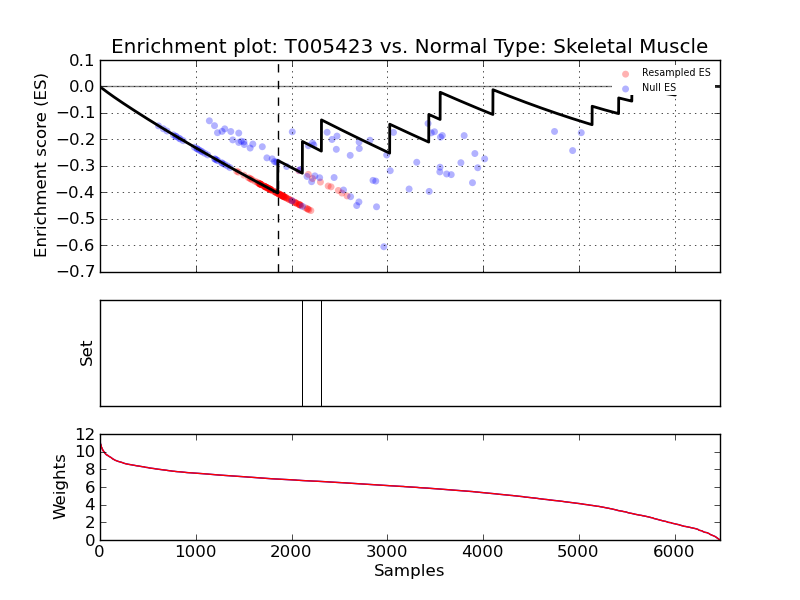 Enrichment plot: T005423 vs. Normal Type: Skeletal Muscle
Enrichment score (ES)
0.1
0.0
−0.1
−0.2
−0.3
−0.4
−0.5
−0.6
−0.7
Resampled ES
Null ES
Set
Weights
12
10
8
6
4
2
0
0 1000 2000 3000 4000 5000 6000
Samples